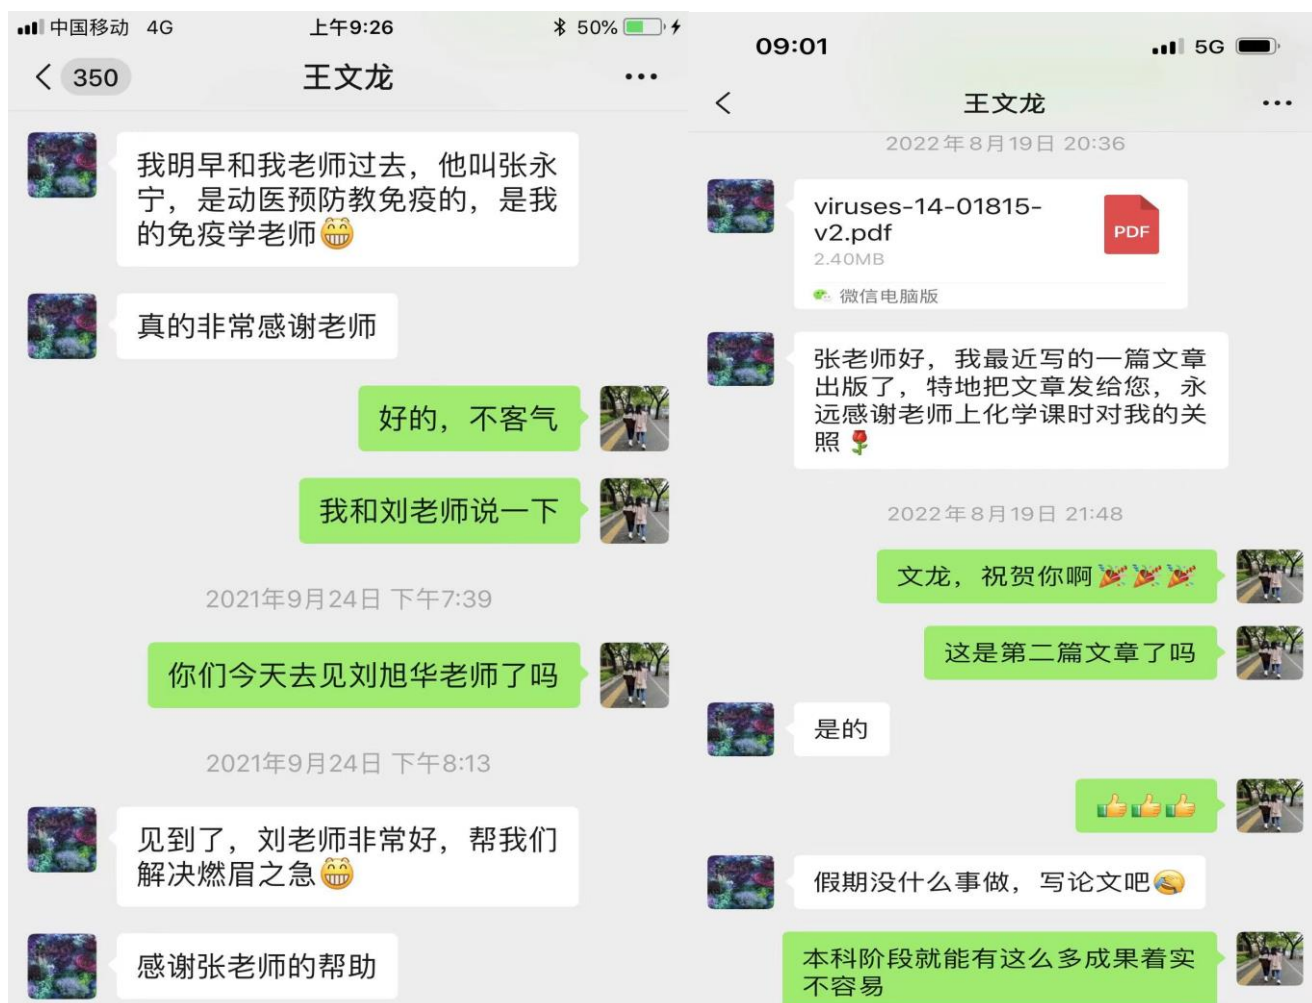 中国移动 4G 上午9:26 50%
350 王文龙
我明早和我老师过去，他叫张永
宁，是动医预防教免疫的，是我
的免疫学老师😁
真的非常感谢老师
好的，不客气
我和刘老师说一下
2021年9月24日 下午7:39
你们今天去见刘旭华老师了吗
2021年9月24日 下午8:13
见到了，刘老师非常好，帮我们
解决燃眉之急😁
感谢张老师的帮助
09:01 5G
王文龙
2022年8月19日 20:36
viruses-14-01815-
v2.pdf
PDF
2.40MB
微信电脑版
张老师好，我最近写的一篇文章
出版了，特地把文章发给您，永
远感谢老师上化学课时对我的关
照🌹
2022年8月19日 21:48
文龙，祝贺你啊🎉🎉🎉
这是第二篇文章了吗
是的
👍👍👍
假期没什么事做，写论文吧🤣
本科阶段就能有这么多成果着实
不容易